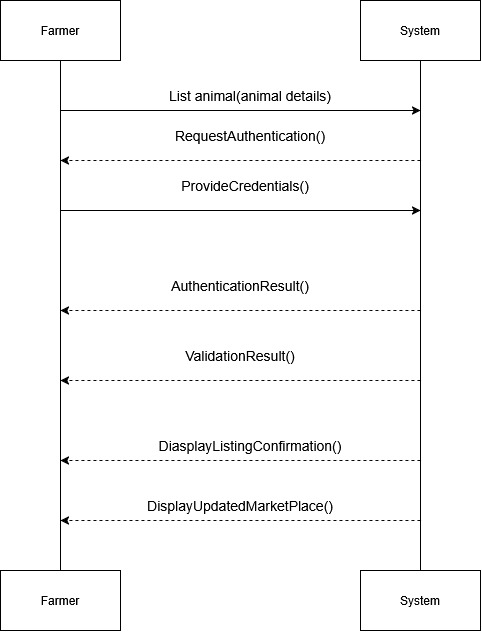 Farmer
System
List animal(animal details)
RequestAuthentication()
ProvideCredentials()
AuthenticationResult()
ValidationResult()
DiasplayListingConfirmation()
DisplayUpdatedMarketPlace()
Farmer
System